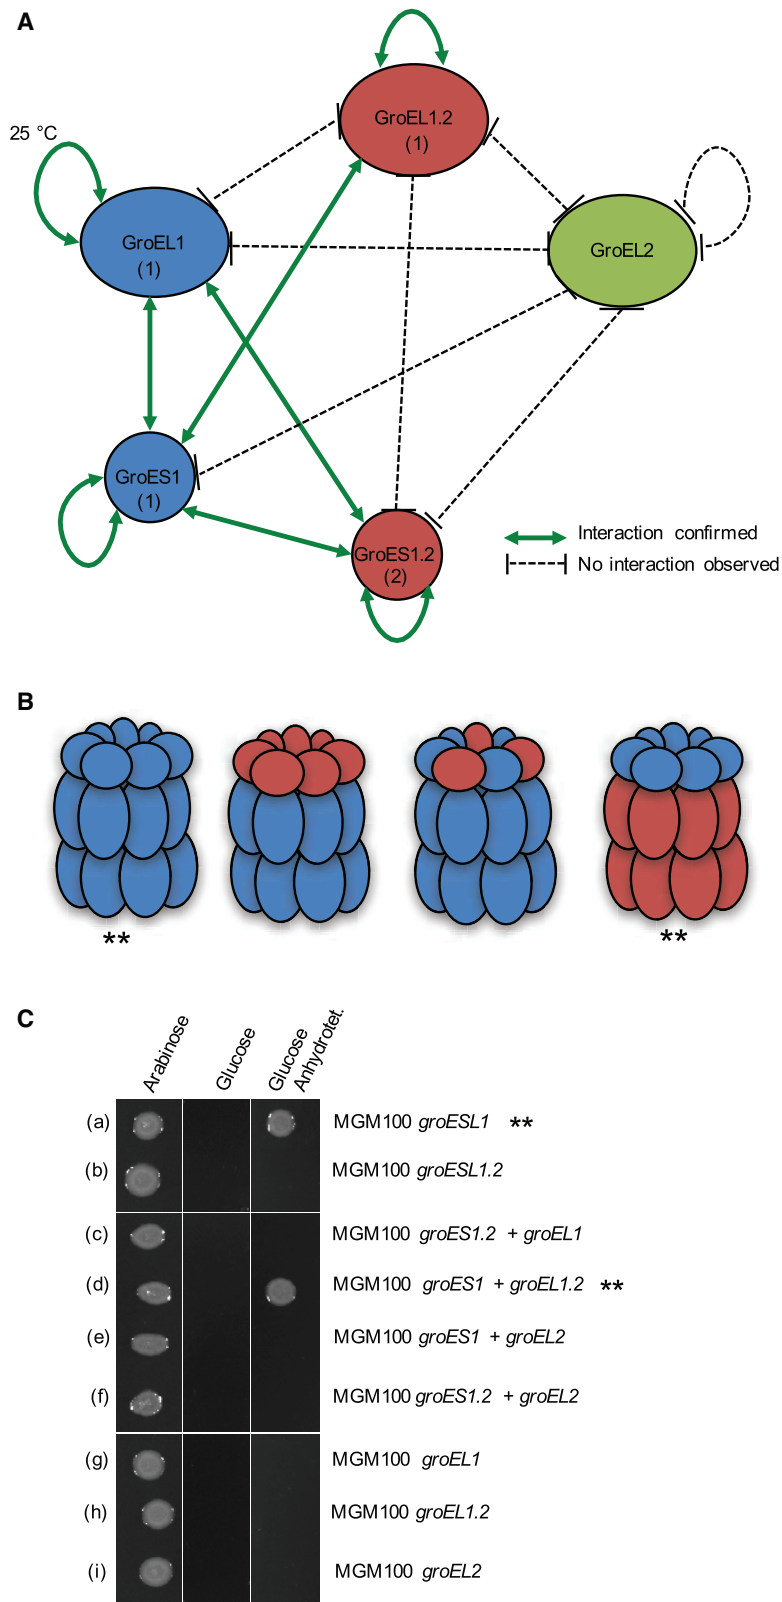 A
25 °C
GroEL1.2
(1)
GroEL1
(1)
GroEL2
GroES1
(1)
GroES1.2
(2)
Interaction confirmed
No interaction observed
B
**
**
C
Arabinose
Glucose
Glucose
Anhydrotet.
(a) MGM100 groESL1 **
(b) MGM100 groESL1.2
(c) MGM100 groES1.2 + groEL1
(d) MGM100 groES1 + groEL1.2 **
(e) MGM100 groES1 + groEL2
(f) MGM100 groES1.2 + groEL2
(g) MGM100 groEL1
(h) MGM100 groEL1.2
(i) MGM100 groEL2